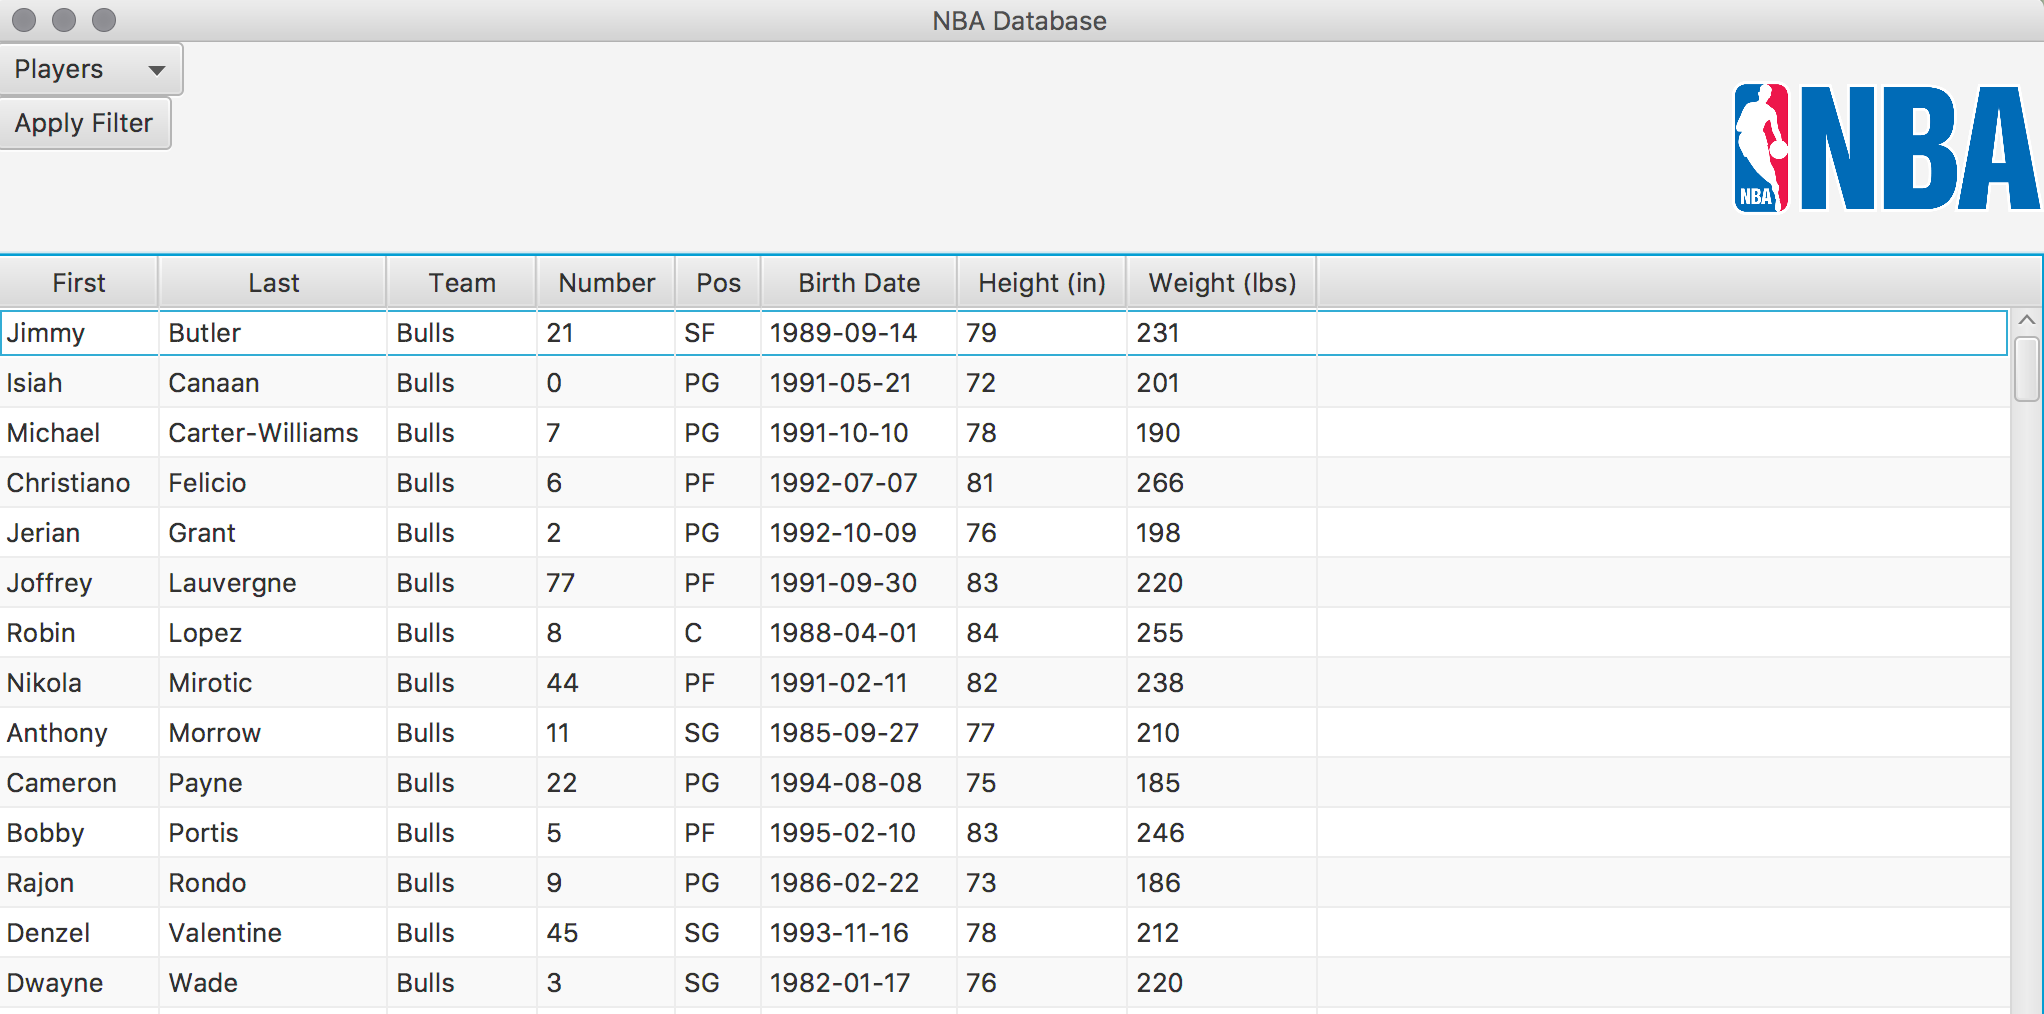 NBA Database
Players
Apply Filter
NBA NBA
First Last Team Number Pos Birth Date Height (in) Weight (lbs)
Jimmy Butler Bulls 21 SF 1989-09-14 79 231
Isiah Canaan Bulls 0 PG 1991-05-21 72 201
Michael Carter-Williams Bulls 7 PG 1991-10-10 78 190
Christiano Felicio Bulls 6 PF 1992-07-07 81 266
Jerian Grant Bulls 2 PG 1992-10-09 76 198
Joffrey Lauvergne Bulls 77 PF 1991-09-30 83 220
Robin Lopez Bulls 8 C 1988-04-01 84 255
Nikola Mirotic Bulls 44 PF 1991-02-11 82 238
Anthony Morrow Bulls 11 SG 1985-09-27 77 210
Cameron Payne Bulls 22 PG 1994-08-08 75 185
Bobby Portis Bulls 5 PF 1995-02-10 83 246
Rajon Rondo Bulls 9 PG 1986-02-22 73 186
Denzel Valentine Bulls 45 SG 1993-11-16 78 212
Dwayne Wade Bulls 3 SG 1982-01-17 76 220